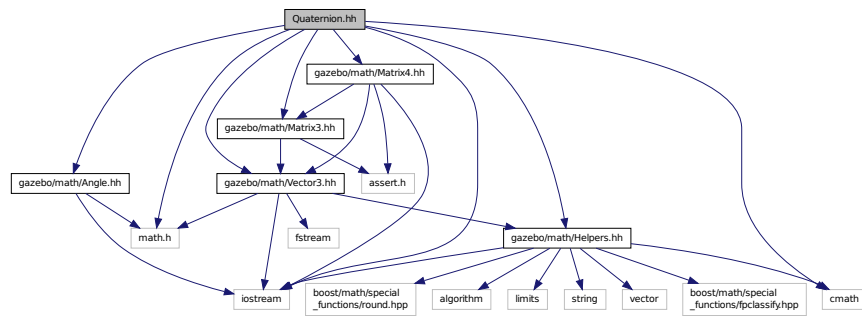 Quaternion.hh
gazebo/math/Matrix4.hh
gazebo/math/Matrix3.hh
gazebo/math/Angle.hh
gazebo/math/Vector3.hh
assert.h
math.h
fstream
gazebo/math/Helpers.hh
iostream
boost/math/special
_functions/round.hpp
algorithm
limits
string
vector
boost/math/special
_functions/fpclassify.hpp
cmath